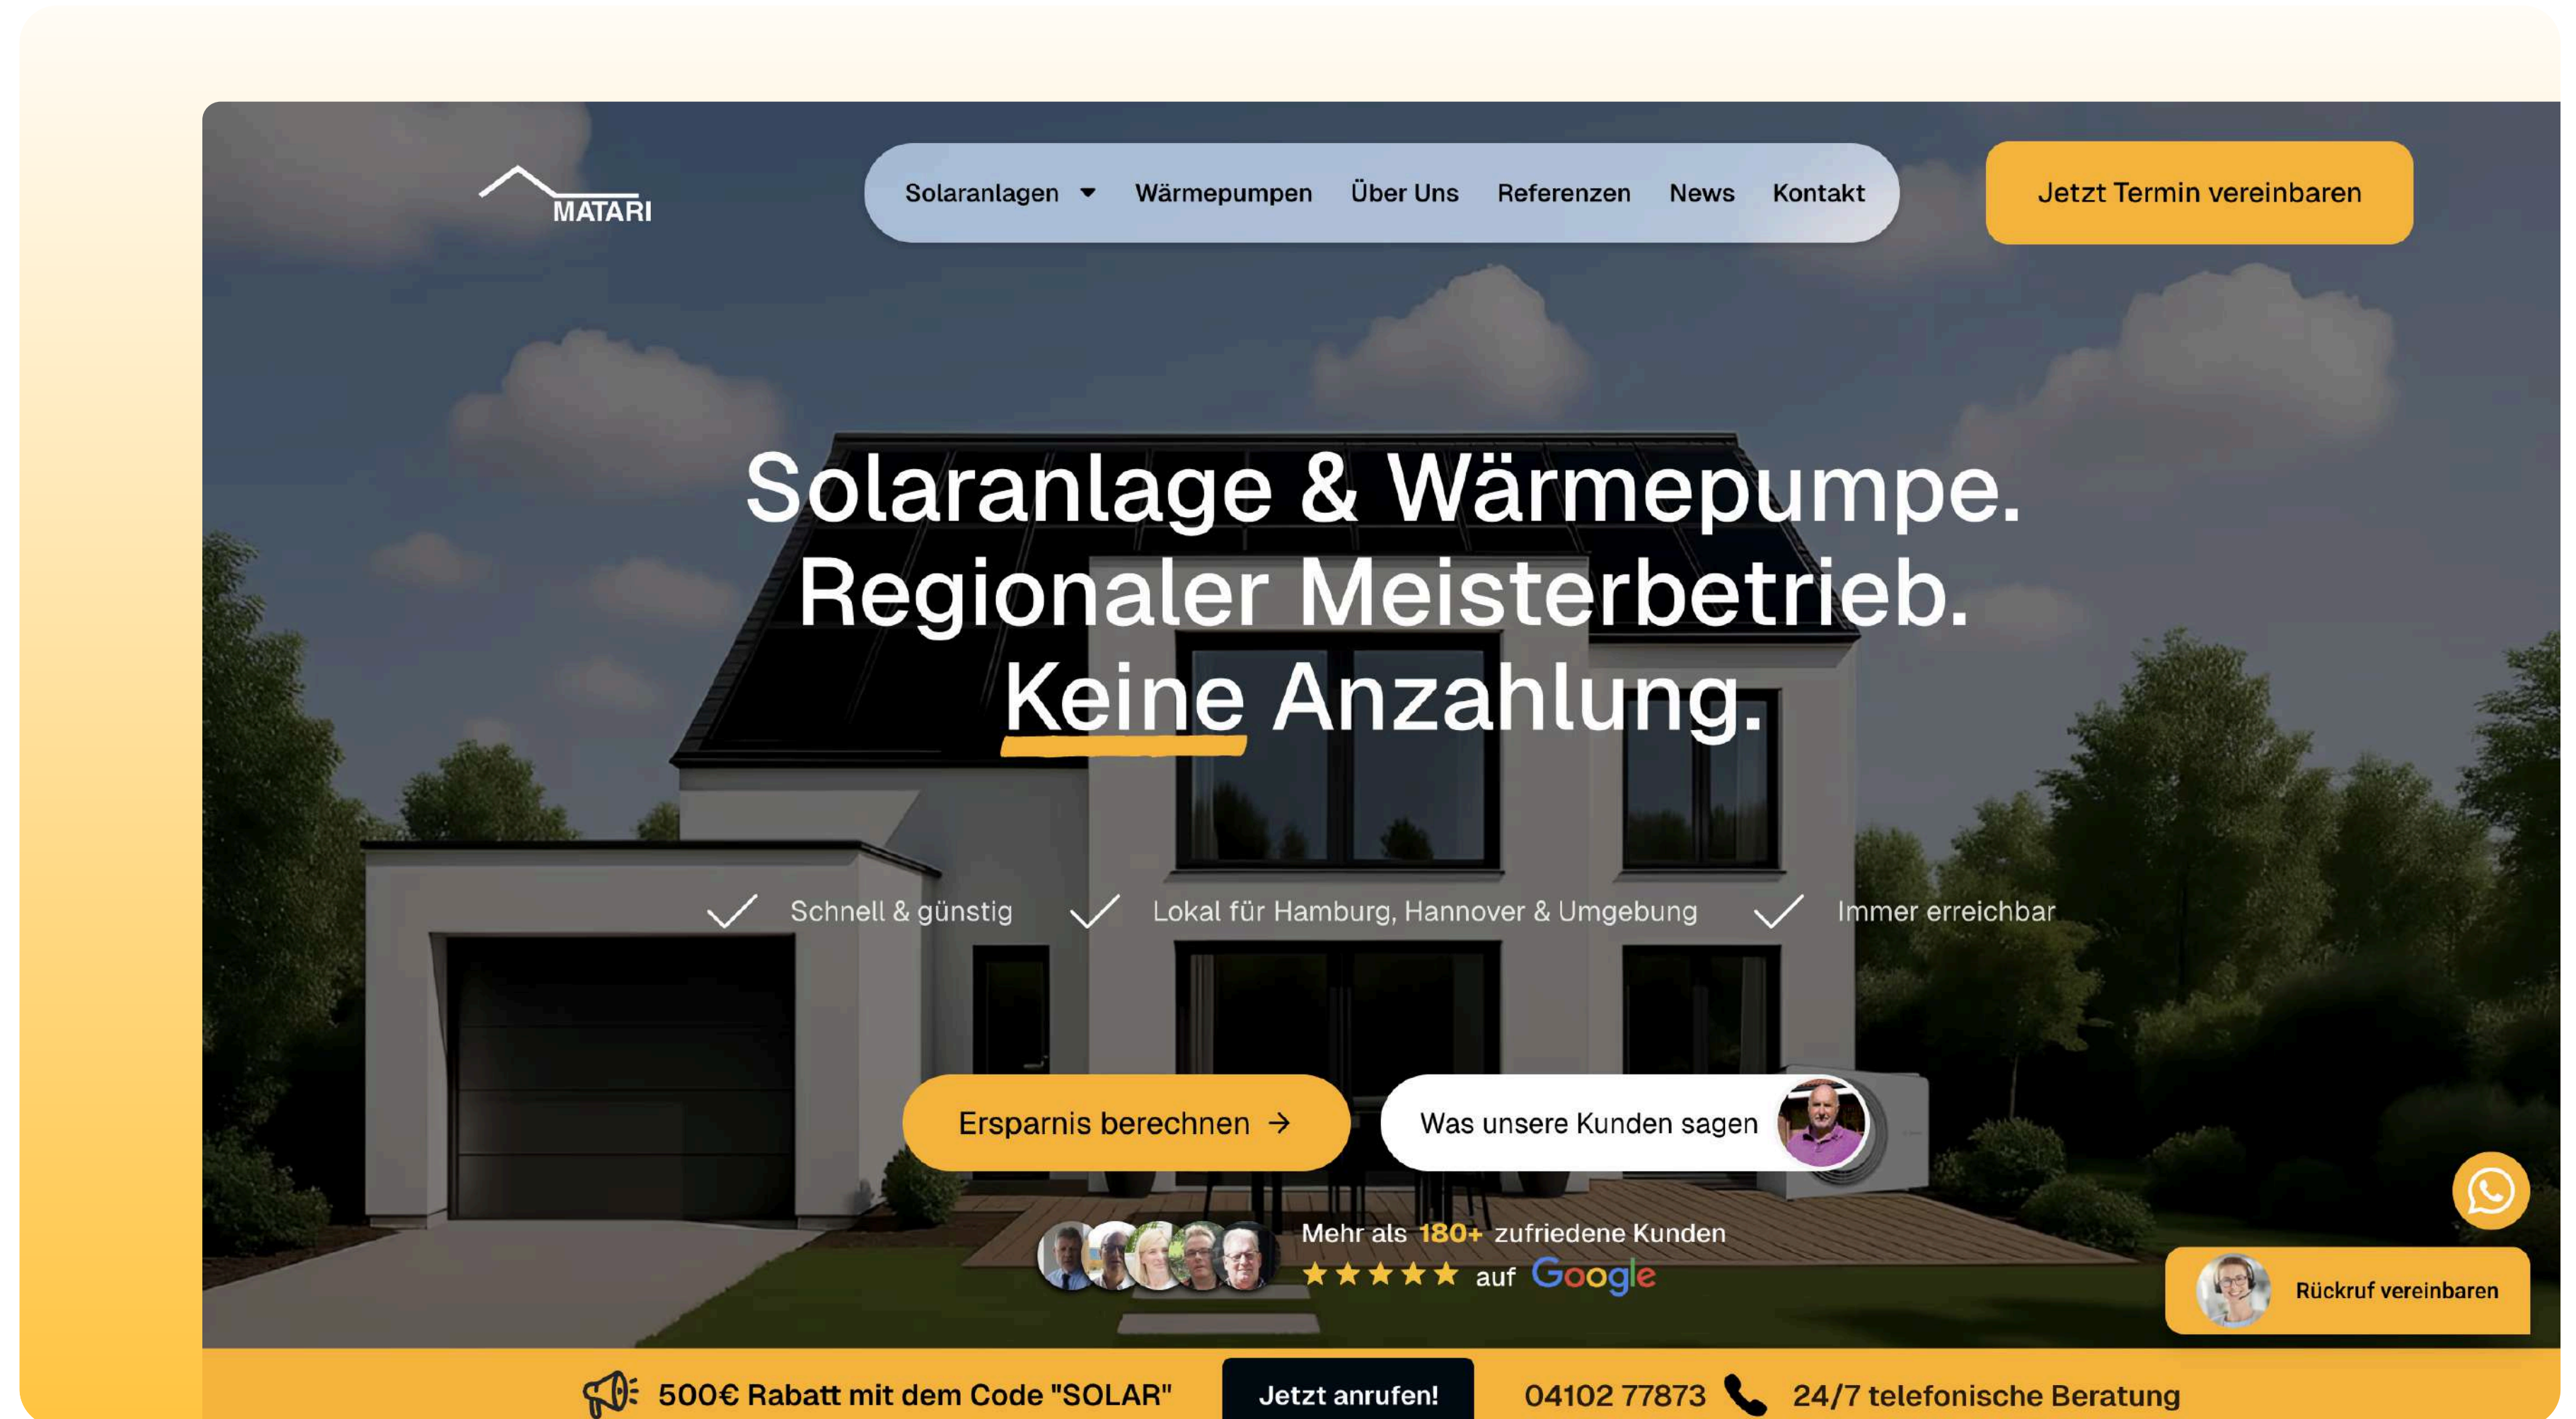 MATARI
Solaranlagen Wärmepumpen Über Uns Referenzen News Kontakt
Jetzt Termin vereinbaren
Solaranlage & Wärmepumpe.
Regionaler Meisterbetrieb.
Keine Anzahlung.
Schnell & günstig
Lokal für Hamburg, Hannover & Umgebung
Immer erreichbar
Ersparnis berechnen →
Was unsere Kunden sagen
Mehr als 180+ zufriedene Kunden
auf Google
Rückruf vereinbaren
500€ Rabatt mit dem Code "SOLAR"
Jetzt anrufen!
04102 77873
24/7 telefonische Beratung